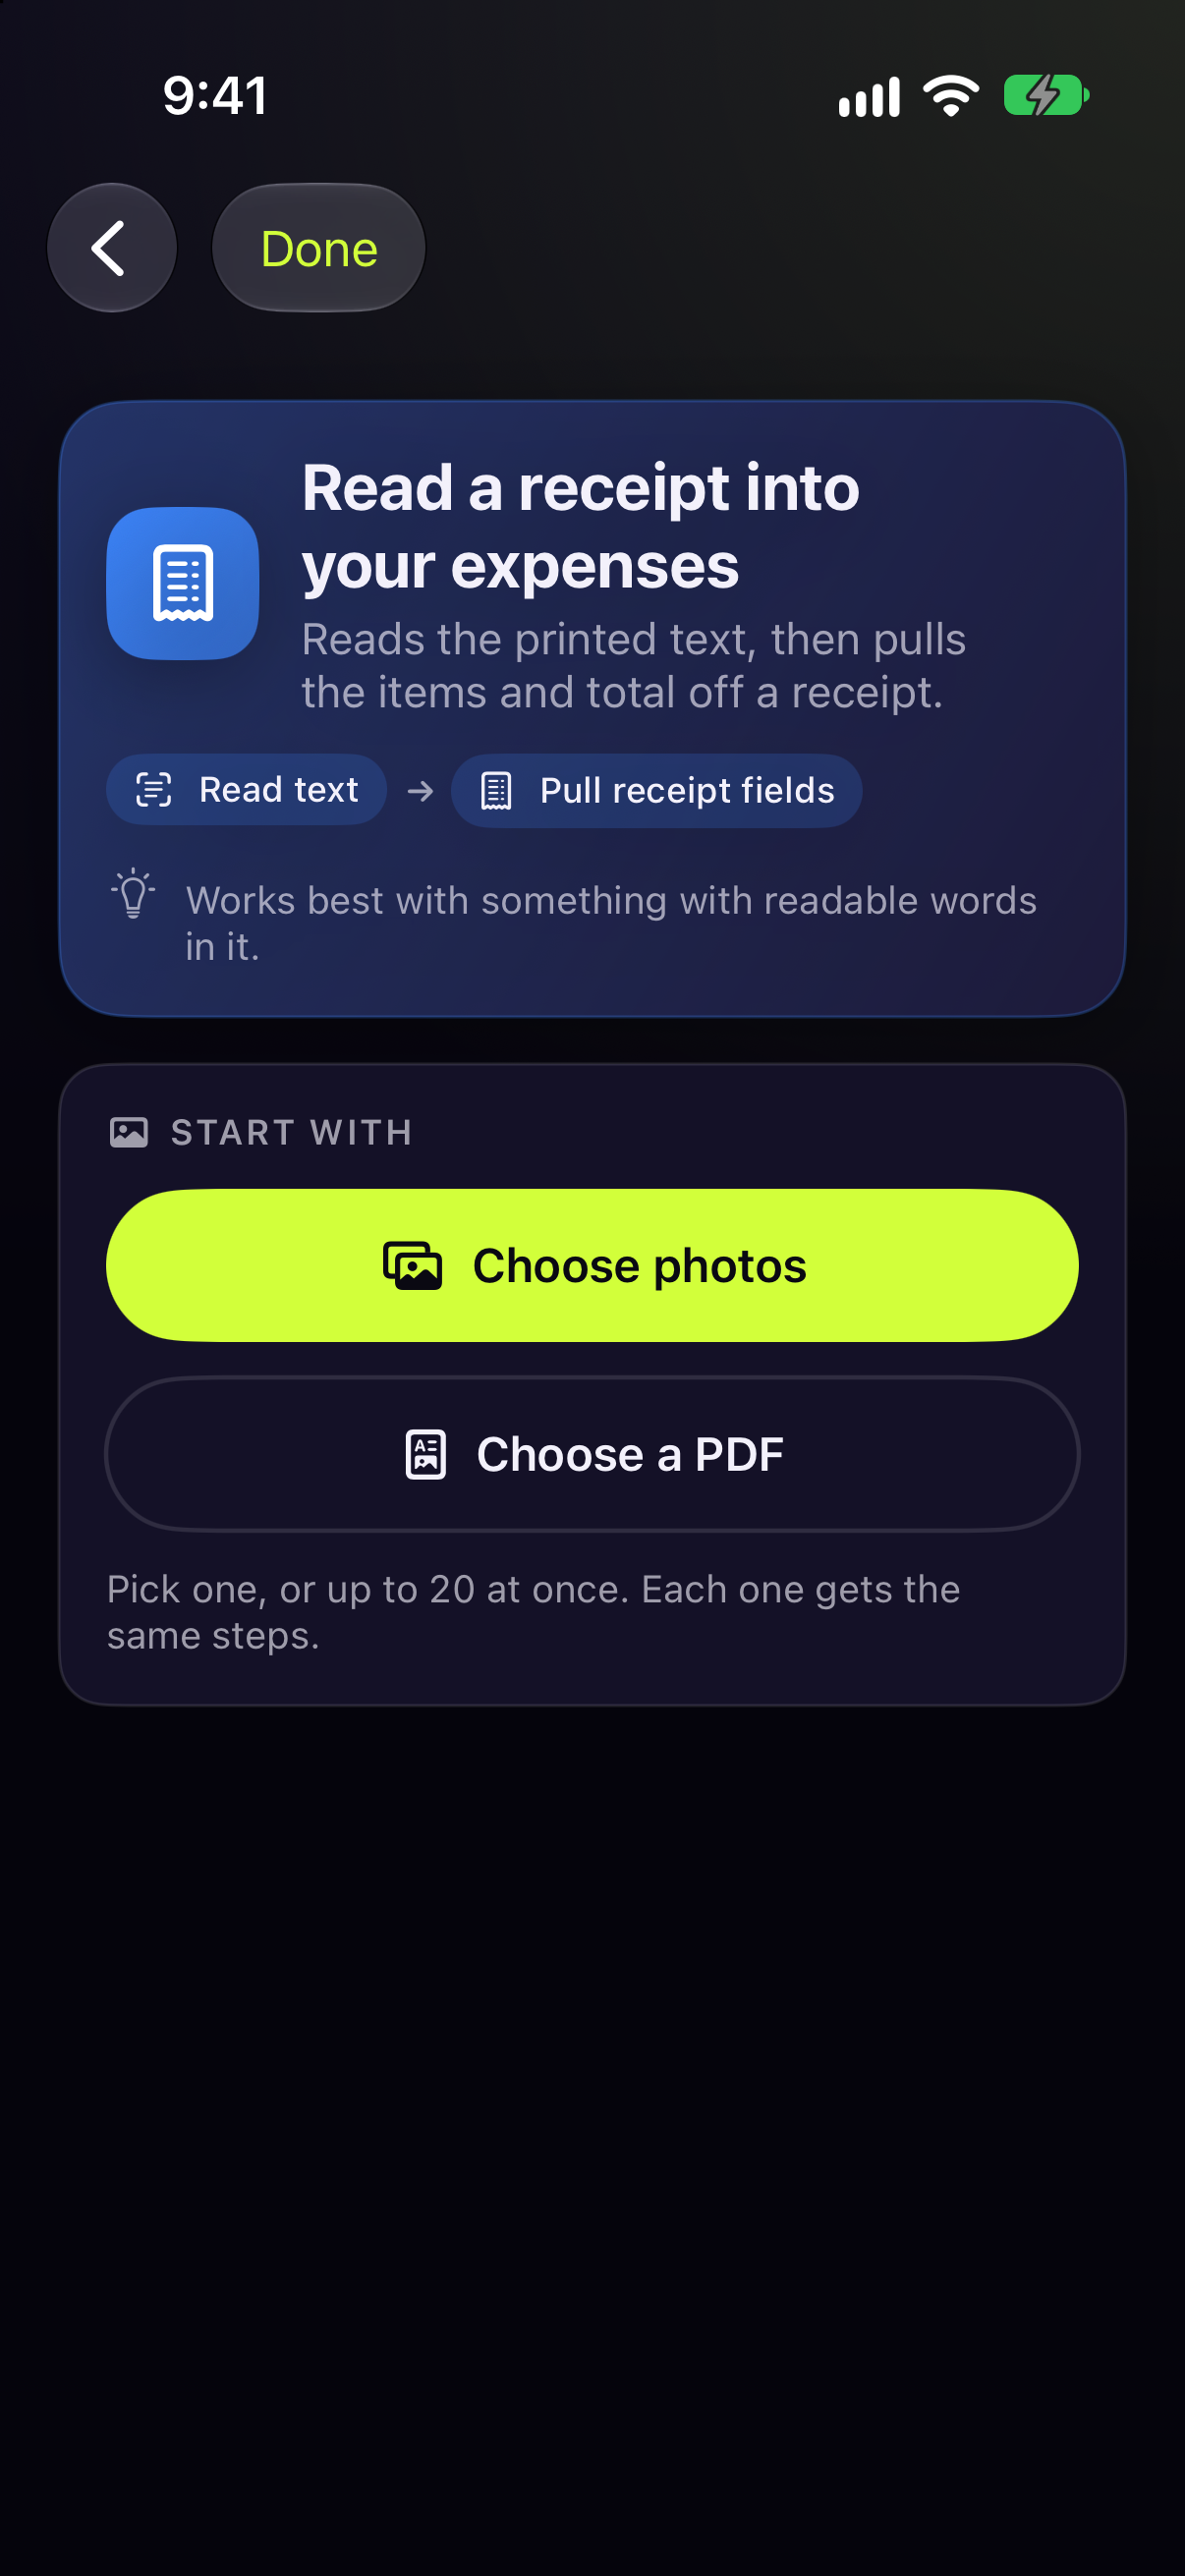 9:41
Done
Read a receipt into
your expenses
Reads the printed text, then pulls
the items and total off a receipt.
Read text → Pull receipt fields
Works best with something with readable words
in it.
START WITH
Choose photos
Choose a PDF
Pick one, or up to 20 at once. Each one gets the
same steps.